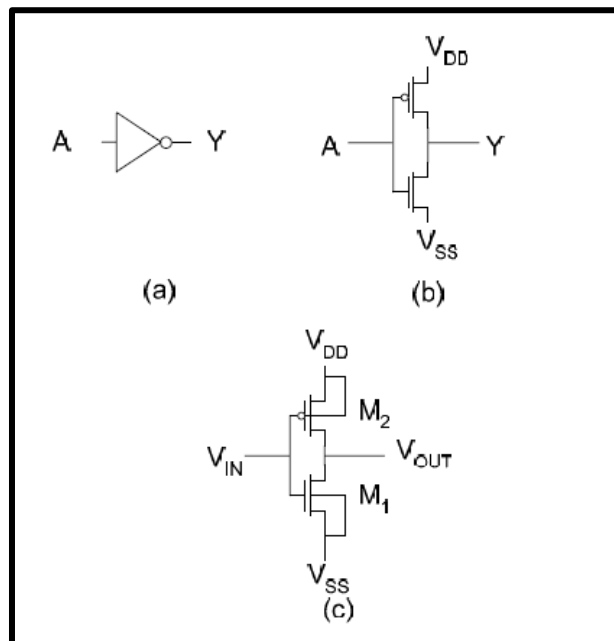 V_DD
A Y
A Y
V_SS
(a)
(b)
V_DD
M_2
V_IN
V_OUT
M_1
V_SS
(c)